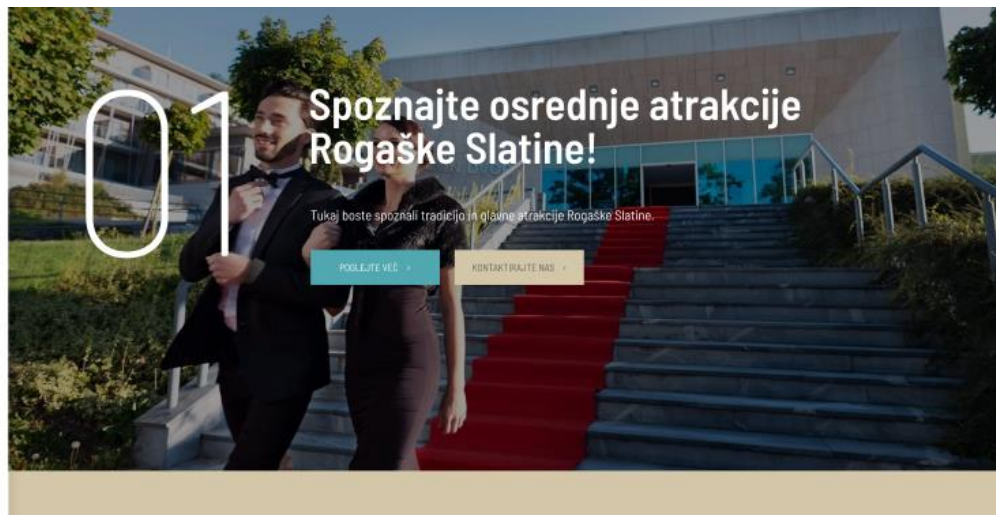 01
Spoznajte osrednje atrakcije
Rogaške Slatine!
Tukaj boste spoznali tradicijo in glavne atrakcije Rogaške Slatine.
POGLEJTE VEČ >
KONTAKTIRAJTE NAS >